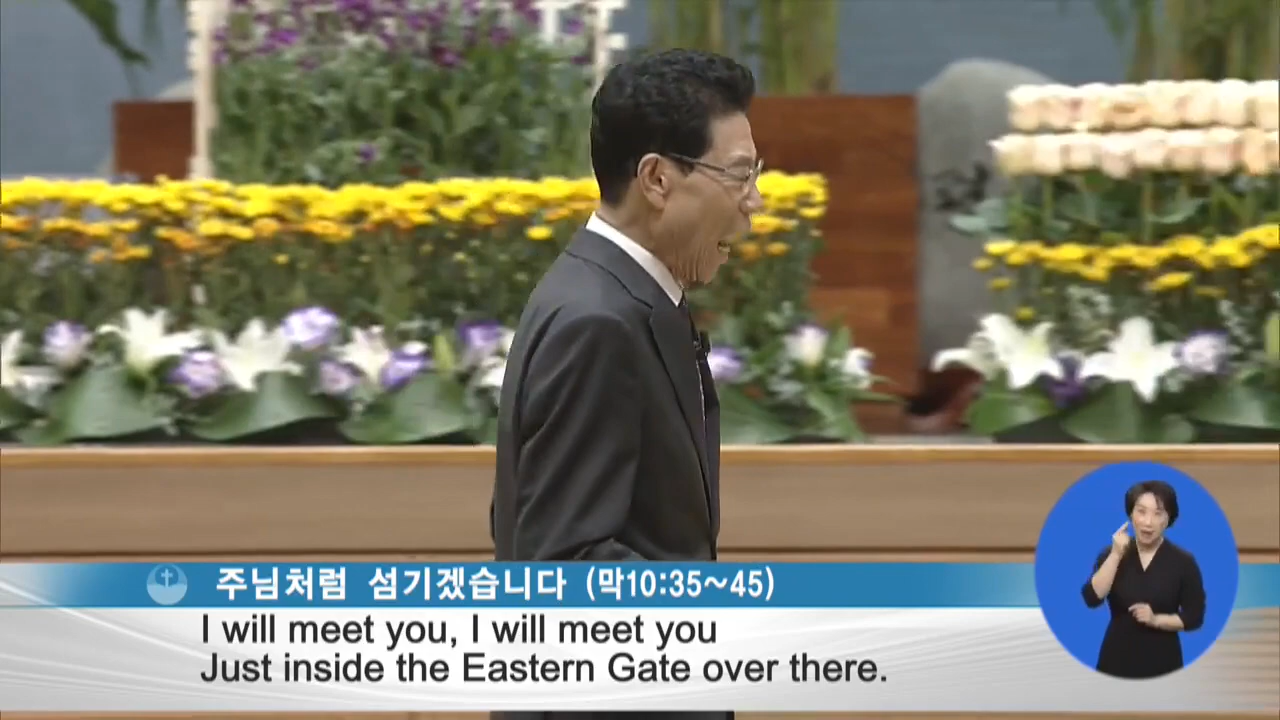 주님처럼 섬기겠습니다 (막10:35~45)
I will meet you, I will meet you
Just inside the Eastern Gate over there.